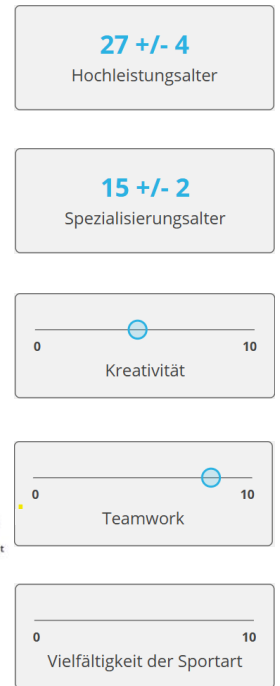 27 +/- 4
Hochleistungsalter
15 +/- 2
Spezialisierungsalter
0 10
Kreativität
0 10
Teamwork
t
0 10
Vielfältigkeit der Sportart